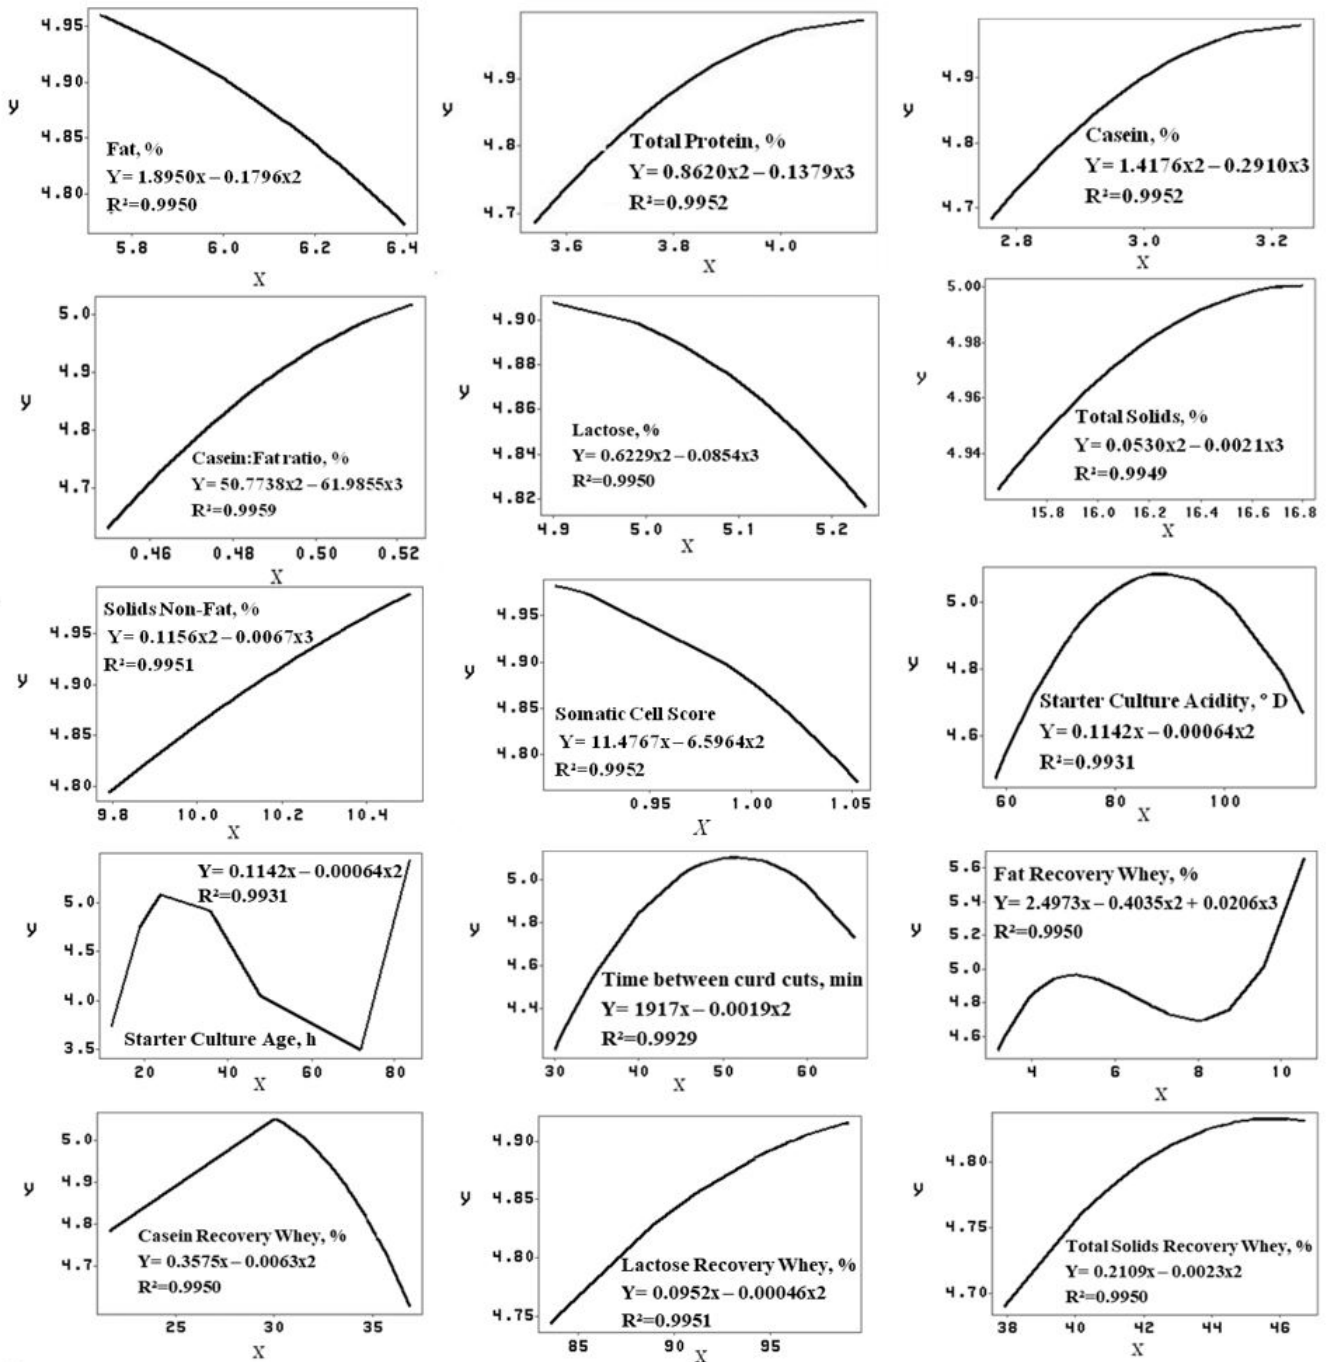 4.95
4.90
y
4.85
4.80
Fat, %
Y= 1.8950x – 0.1796x2
R²=0.9950
5.8 6.0 6.2 6.4
X
4.9
y
4.8
4.7
Total Protein, %
Y= 0.8620x2 – 0.1379x3
R²=0.9952
3.6 3.8 4.0
X
4.9
y
4.8
4.7
Casein, %
Y= 1.4176x2 – 0.2910x3
R²=0.9952
2.8 3.0 3.2
X
5.0
4.9
y
4.8
4.7
Casein:Fat ratio, %
Y= 50.7738x2 – 61.9855x3
R²=0.9959
0.46 0.48 0.50 0.52
X
4.90
4.88
y
4.86
4.84
4.82
Lactose, %
Y= 0.6229x2 – 0.0854x3
R²=0.9950
4.9 5.0 5.1 5.2
X
5.00
4.98
y
4.96
4.94
Total Solids, %
Y= 0.0530x2 – 0.0021x3
R²=0.9949
15.8 16.0 16.2 16.4 16.6 16.8
X
Solids Non-Fat, %
Y= 0.1156x2 – 0.0067x3
R²=0.9951
4.95
y
4.90
4.85
4.80
9.8 10.0 10.2 10.4
X
4.95
y
4.90
4.85
4.80
Somatic Cell Score
Y= 11.4767x – 6.5964x2
R²=0.9952
0.95 1.00 1.05
X
5.0
y
4.8
4.6
Starter Culture Acidity, ° D
Y= 0.1142x – 0.00064x2
R²=0.9931
60 80 100
X
Y= 0.1142x – 0.00064x2
R²=0.9931
5.0
y
4.5
4.0
3.5
Starter Culture Age, h
20 40 60 80
X
5.0
y
4.8
4.6
4.4
Time between curd cuts, min
Y= 1917x – 0.0019x2
R²=0.9929
30 40 50 60
X
5.6
5.4
5.2
y
5.0
4.8
4.6
Fat Recovery Whey, %
Y= 2.4973x – 0.4035x2 + 0.0206x3
R²=0.9950
4 6 8 10
X
5.0
4.9
y
4.8
4.7
Casein Recovery Whey, %
Y= 0.3575x – 0.0063x2
R²=0.9950
25 30 35
X
4.90
4.85
y
4.80
4.75
Lactose Recovery Whey, %
Y= 0.0952x – 0.00046x2
R²=0.9951
85 90 95
X
4.80
y
4.75
4.70
Total Solids Recovery Whey, %
Y= 0.2109x – 0.0023x2
R²=0.9950
38 40 42 44 46
X